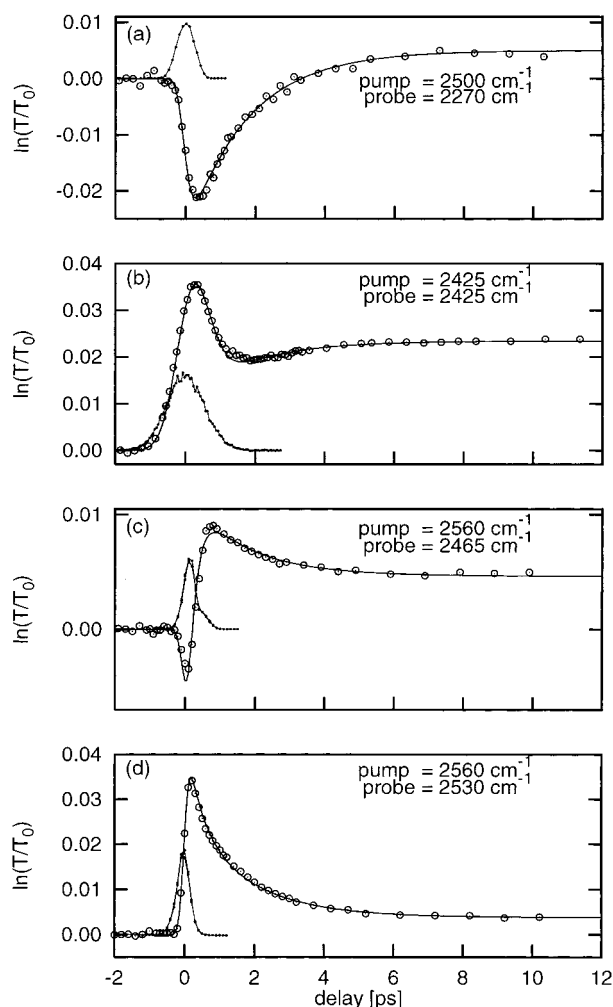 (a)
pump = 2500 cm⁻¹
probe = 2270 cm⁻¹
ln(T/T₀)
0.01
0.00
-0.01
-0.02
(b)
pump = 2425 cm⁻¹
probe = 2425 cm⁻¹
ln(T/T₀)
0.04
0.03
0.02
0.01
0.00
(c)
pump = 2560 cm⁻¹
probe = 2465 cm⁻¹
ln(T/T₀)
0.01
0.00
(d)
pump = 2560 cm⁻¹
probe = 2530 cm⁻¹
ln(T/T₀)
0.04
0.03
0.02
0.01
0.00
-2 0 2 4 6 8 10 12
delay [ps]